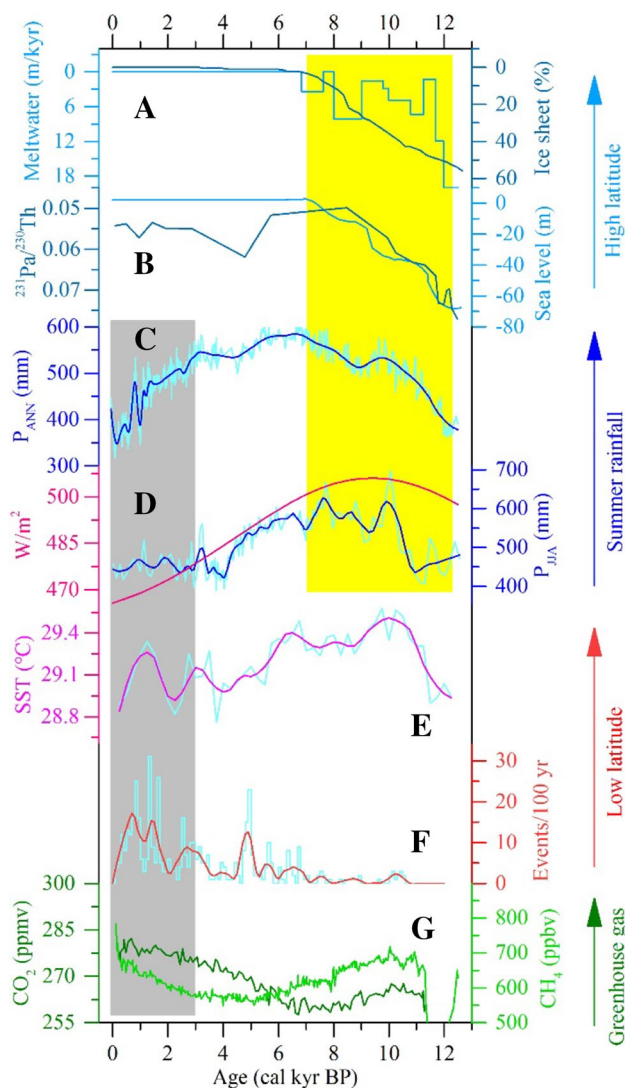 0 2 4 6 8 10 12
Meltwater (m/kyr)
0
6
12
18
A
0
20
40
60
Ice sheet (%)
High latitude
²³¹Pa/²³⁰Th
0.05
0.06
0.07
B
0
-20
-40
-60
-80
Sea level (m)
C
P_ANN (mm)
600
500
400
300
Summer rainfall
D
W/m²
500
485
470
700
600
500
400
P_JJA (mm)
SST (°C)
29.4
29.1
28.8
E
Low latitude
F
30
20
10
0
Events/100 yr
G
CO₂ (ppmv)
300
285
270
255
800
700
600
500
CH₄ (ppbv)
Greenhouse gas
0 2 4 6 8 10 12
Age (cal kyr BP)